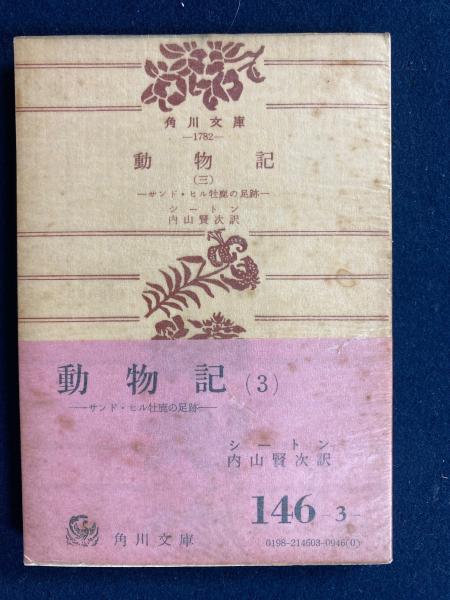 角川文庫
―1782―
動物記
(三)
―サンド・ヒル牡鹿の足跡―
シートン
内山賢次訳
動物記 (3)
―サンド・ヒル牡鹿の足跡―
シートン
内山賢次訳
146-3-
角川文庫
0198-214603-0946(0)